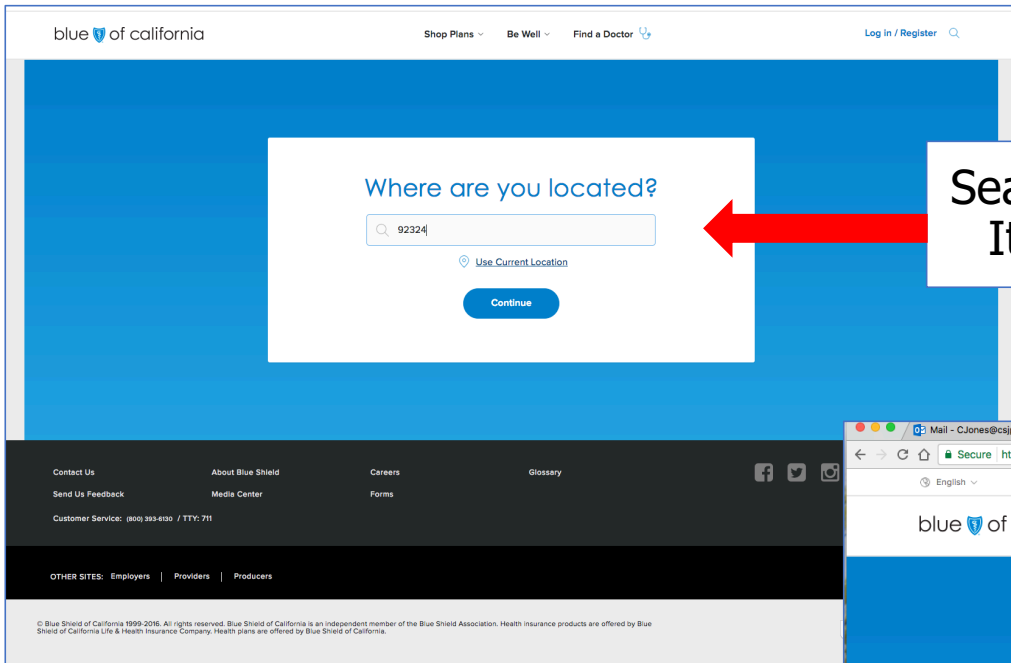 blue of california
Shop Plans
Be Well
Find a Doctor
Log in / Register
Where are you located?
92324
Use Current Location
Continue
Sea
It
Contact Us
About Blue Shield
Careers
Glossary
Send Us Feedback
Media Center
Forms
Customer Service: (800) 393-6130 / TTY: 711
OTHER SITES: Employers | Providers | Producers
© Blue Shield of California 1999-2016. All rights reserved. Blue Shield of California is an independent member of the Blue Shield Association. Health insurance products are offered by Blue
Shield of California Life & Health Insurance Company. Health plans are offered by Blue Shield of California.
Mail - CJones@csj
Secure ht
English
blue of